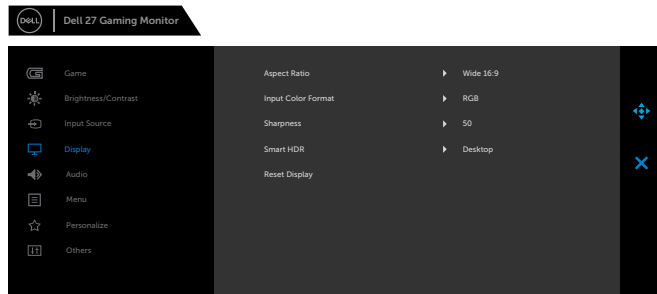 DELL Dell 27 Gaming Monitor
Game
Aspect Ratio Wide 16:9
Brightness/Contrast
Input Color Format RGB
Input Source
Sharpness 50
Display
Smart HDR Desktop
Audio
Reset Display
Menu
Personalize
Others